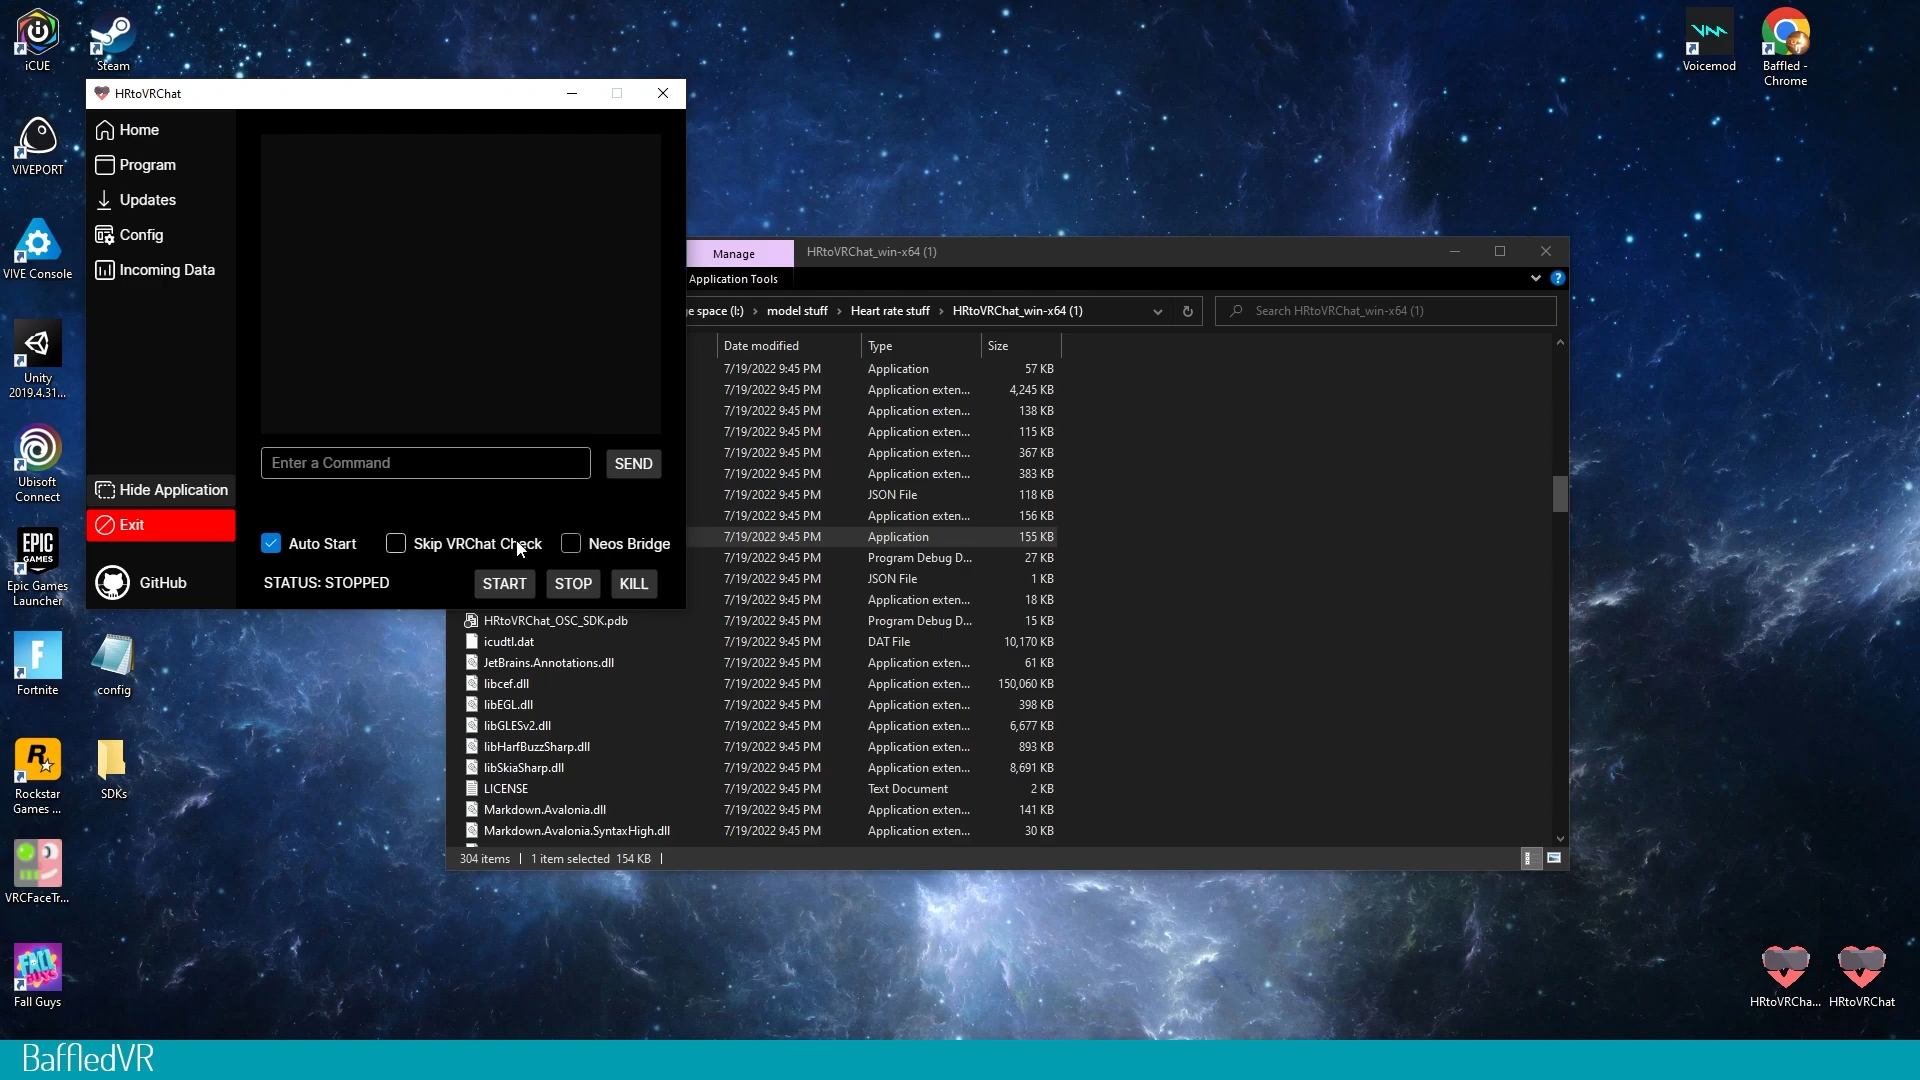 iCUE
Steam
Voicemod
Baffled -
Chrome
VIVEPORT
VIVE Console
Unity
2019.4.31...
Ubisoft
Connect
EPIC
GAMES
Epic Games
Launcher
Fortnite
config
Rockstar
Games ...
SDKs
VRCFaceTr...
FALL
GUYS
Fall Guys
HRtoVRCha...
HRtoVRChat
HRtoVRChat
Home
Program
Updates
Config
Incoming Data
Hide Application
Exit
GitHub
Enter a Command
SEND
Auto Start
Skip VRChat Check
Neos Bridge
STATUS: STOPPED
START
STOP
KILL
Manage
HRtoVRChat_win-x64 (1)
Application Tools
e space (I:) › model stuff › Heart rate stuff › HRtoVRChat_win-x64 (1)
Search HRtoVRChat_win-x64 (1)
Date modified Type Size
7/19/2022 9:45 PM Application 57 KB
7/19/2022 9:45 PM Application exten... 4,245 KB
7/19/2022 9:45 PM Application exten... 138 KB
7/19/2022 9:45 PM Application exten... 115 KB
7/19/2022 9:45 PM Application exten... 367 KB
7/19/2022 9:45 PM Application exten... 383 KB
7/19/2022 9:45 PM JSON File 118 KB
7/19/2022 9:45 PM Application exten... 156 KB
7/19/2022 9:45 PM Application 155 KB
7/19/2022 9:45 PM Program Debug D... 27 KB
7/19/2022 9:45 PM JSON File 1 KB
7/19/2022 9:45 PM Application exten... 18 KB
HRtoVRChat_OSC_SDK.pdb 7/19/2022 9:45 PM Program Debug D... 15 KB
icudtl.dat 7/19/2022 9:45 PM DAT File 10,170 KB
JetBrains.Annotations.dll 7/19/2022 9:45 PM Application exten... 61 KB
libcef.dll 7/19/2022 9:45 PM Application exten... 150,060 KB
libEGL.dll 7/19/2022 9:45 PM Application exten... 398 KB
libGLESv2.dll 7/19/2022 9:45 PM Application exten... 6,677 KB
libHarfBuzzSharp.dll 7/19/2022 9:45 PM Application exten... 893 KB
libSkiaSharp.dll 7/19/2022 9:45 PM Application exten... 8,691 KB
LICENSE 7/19/2022 9:45 PM Text Document 2 KB
Markdown.Avalonia.dll 7/19/2022 9:45 PM Application exten... 141 KB
Markdown.Avalonia.SyntaxHigh.dll 7/19/2022 9:45 PM Application exten... 30 KB
304 items | 1 item selected 154 KB |
BaffledVR